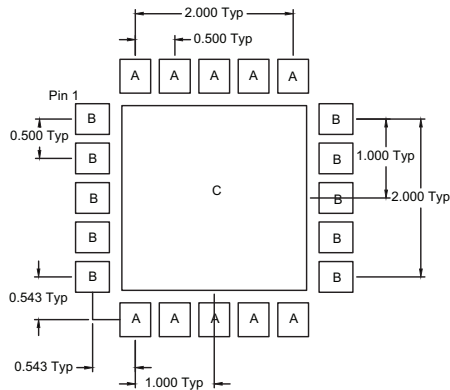 2.000 Typ
0.500 Typ
A A A A A
Pin 1
B B
0.500 Typ
B B
1.000 Typ
B C B
2.000 Typ
B B
B B
0.543 Typ
A A A A A
0.543 Typ
1.000 Typ